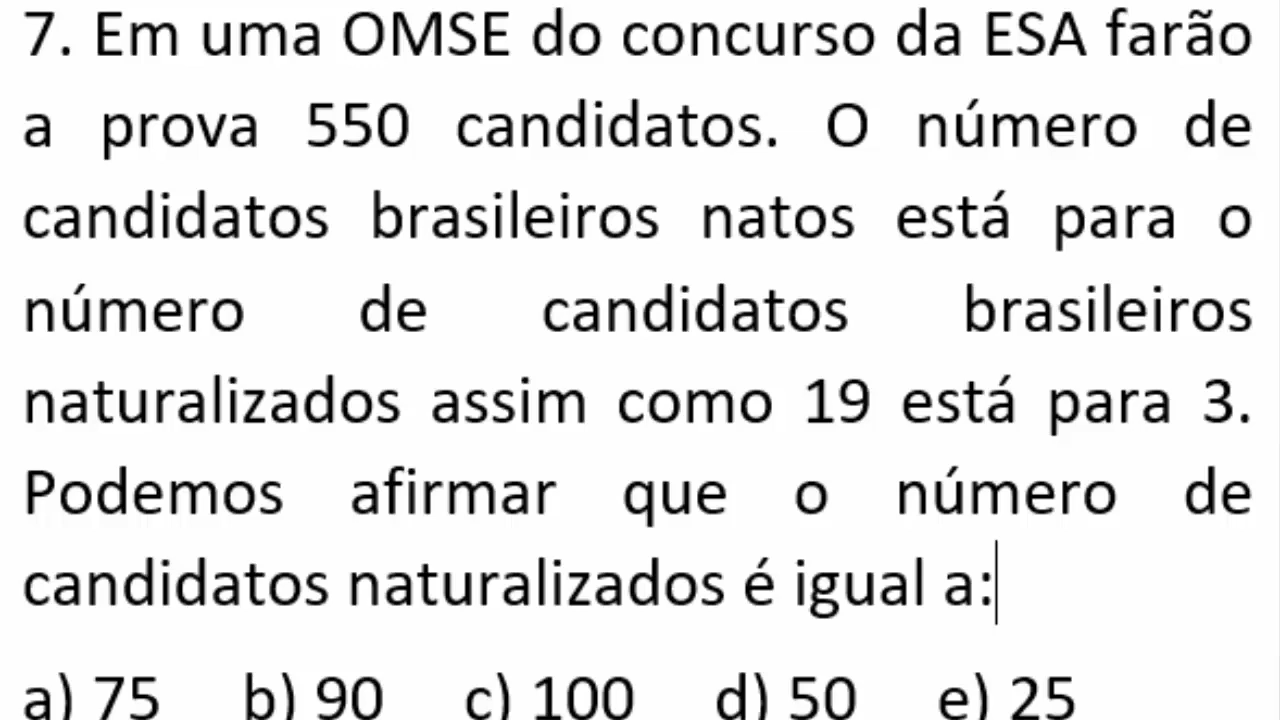 7. Em uma OMSE do concurso da ESA farão
a prova 550 candidatos. O número de
candidatos brasileiros natos está para o
número de candidatos brasileiros
naturalizados assim como 19 está para 3.
Podemos afirmar que o número de
candidatos naturalizados é igual a:
a) 75 b) 90 c) 100 d) 50 e) 25